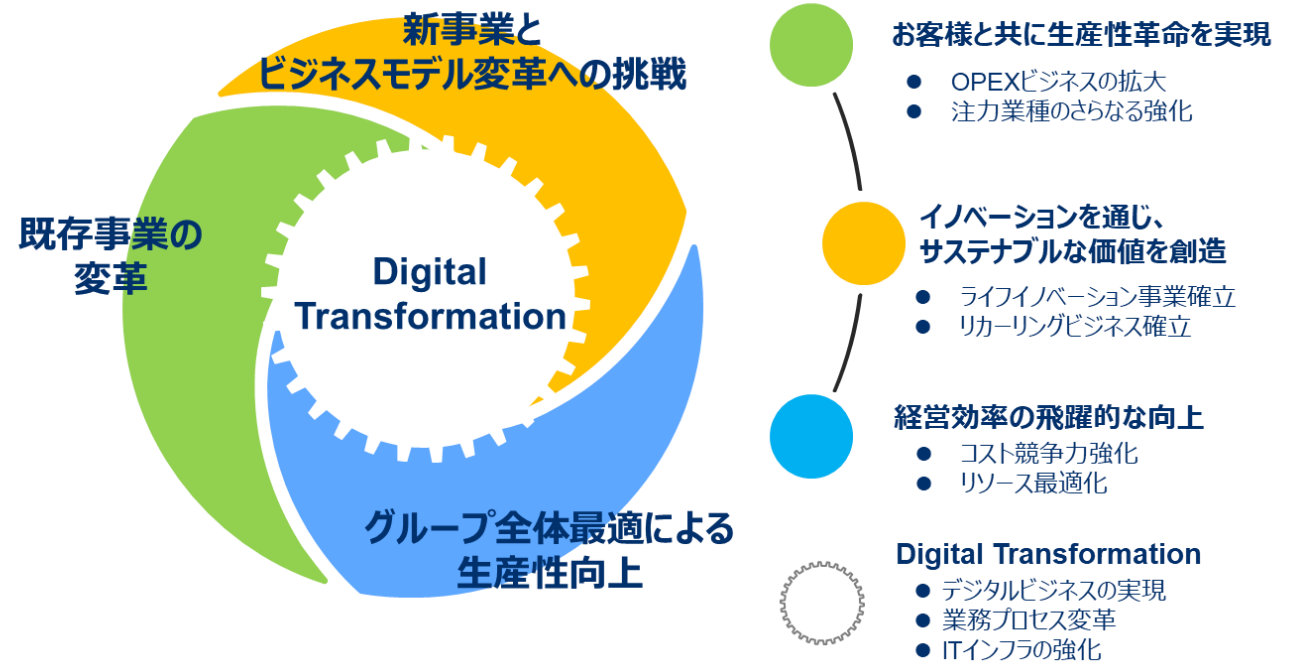 新事業と
ビジネスモデル変革への挑戦
既存事業の
変革
Digital
Transformation
グループ全体最適による
生産性向上
お客様と共に生産性革命を実現
● OPEXビジネスの拡大
● 注力業種のさらなる強化
イノベーションを通じ、
サステナブルな価値を創造
● ライフイノベーション事業確立
● リカーリングビジネス確立
経営効率の飛躍的な向上
● コスト競争力強化
● リソース最適化
Digital Transformation
● デジタルビジネスの実現
● 業務プロセス変革
● ITインフラの強化